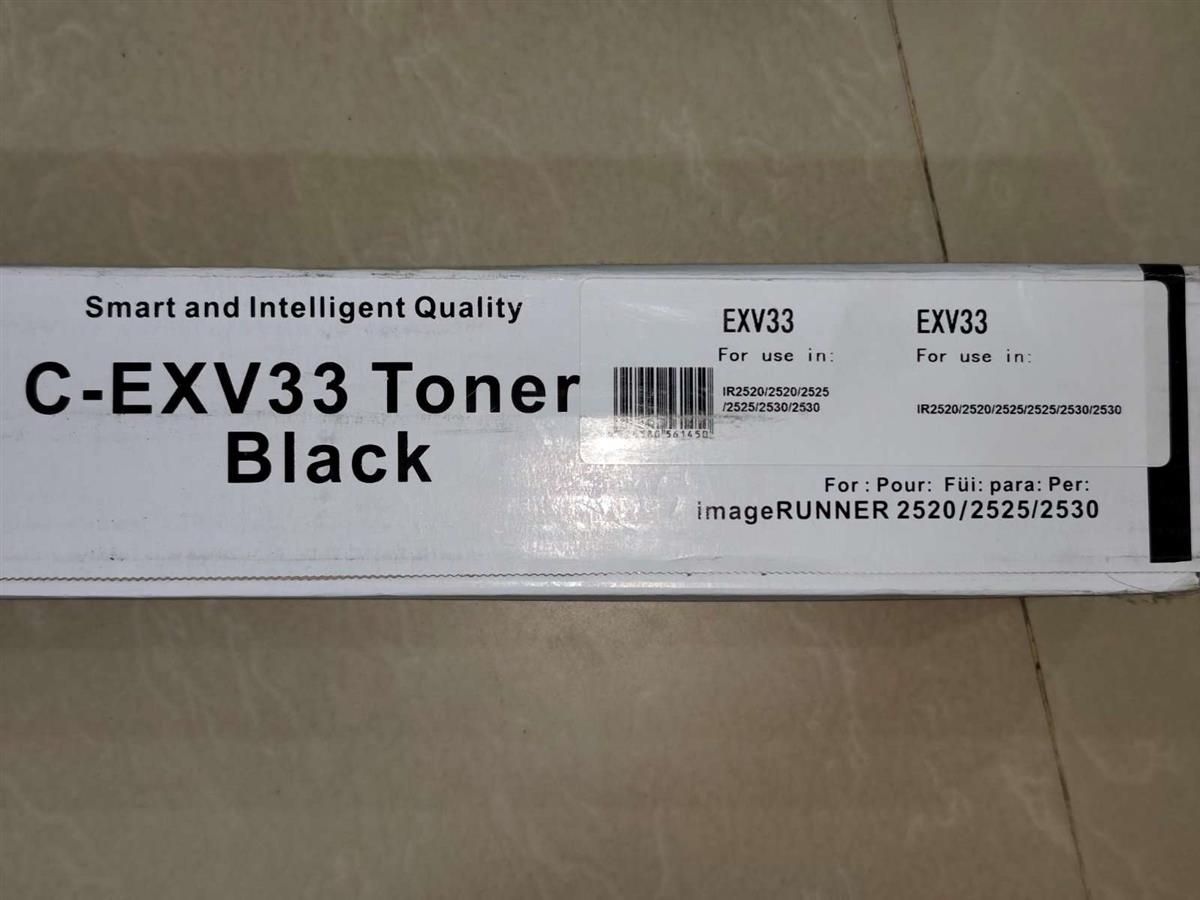 Smart and Intelligent Quality
C-EXV33 Toner
Black
EXV33
For use in:
IR2520/2520/2525
/2525/2530/2530
EXV33
For use in:
IR2520/2520/2525/2525/2530/2530
561450
For : Pour: Füi: para: Per:
imageRUNNER 2520/2525/2530